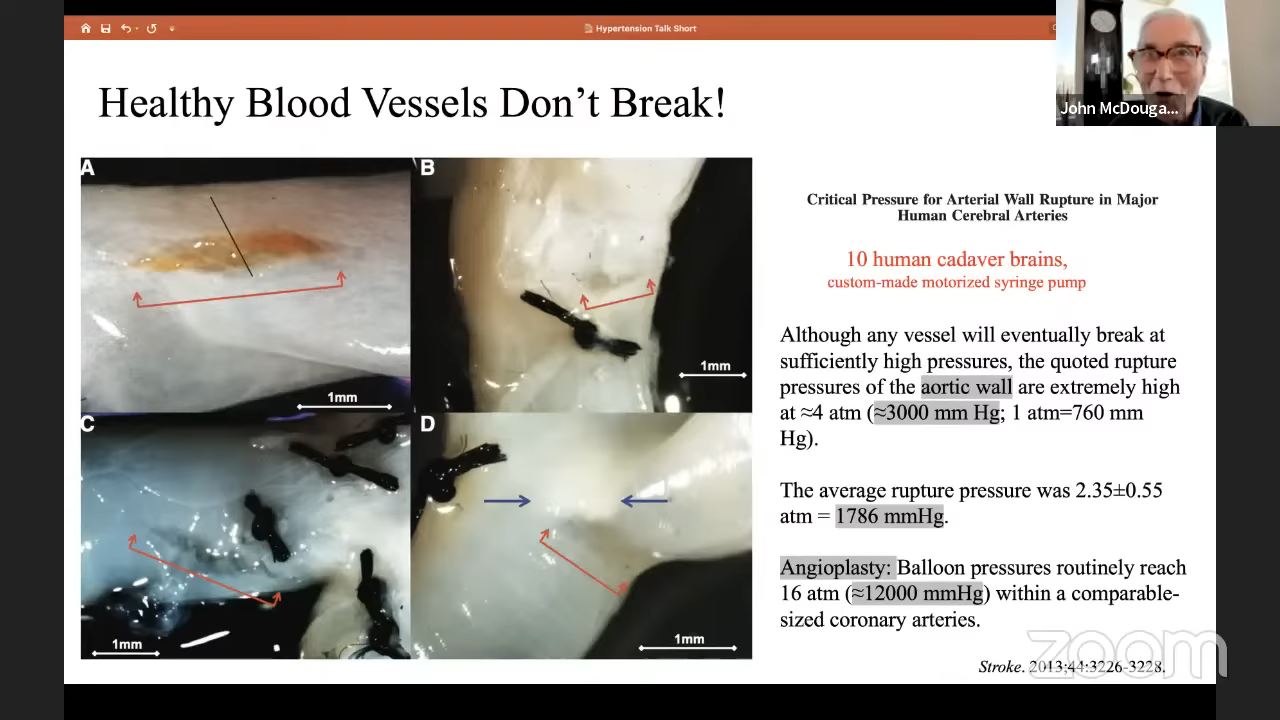 Hypertension Talk Short
John McDouga...
Healthy Blood Vessels Don't Break!
A
B
1mm
1mm
C
D
1mm
1mm
Critical Pressure for Arterial Wall Rupture in Major
Human Cerebral Arteries
10 human cadaver brains,
custom-made motorized syringe pump
Although any vessel will eventually break at
sufficiently high pressures, the quoted rupture
pressures of the aortic wall are extremely high
at ≈4 atm (≈3000 mm Hg; 1 atm=760 mm
Hg).
The average rupture pressure was 2.35±0.55
atm = 1786 mmHg.
Angioplasty: Balloon pressures routinely reach
16 atm (≈12000 mmHg) within a comparable-
sized coronary arteries.
Stroke. 2013;44:3226-3228.
zoom